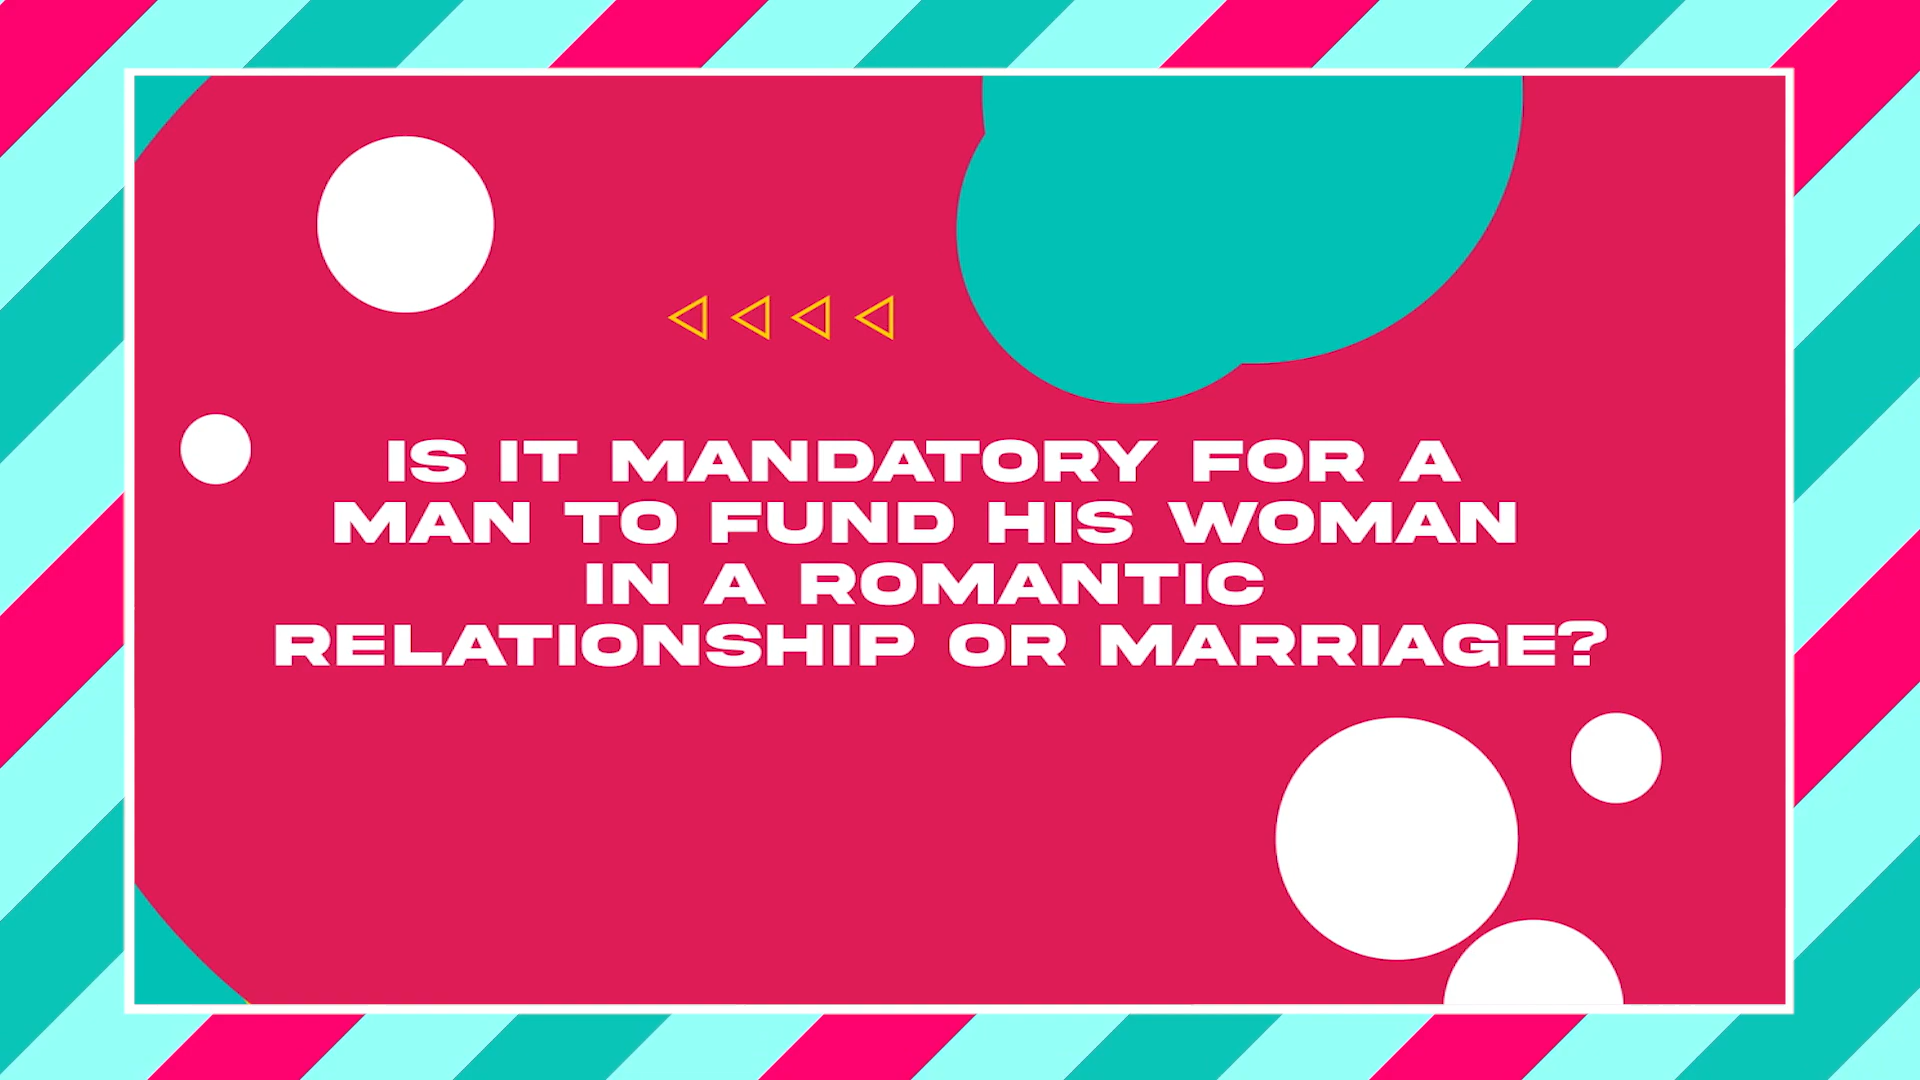 IS IT MANDATORY FOR A
MAN TO FUND HIS WOMAN
IN A ROMANTIC
RELATIONSHIP OR MARRIAGE?